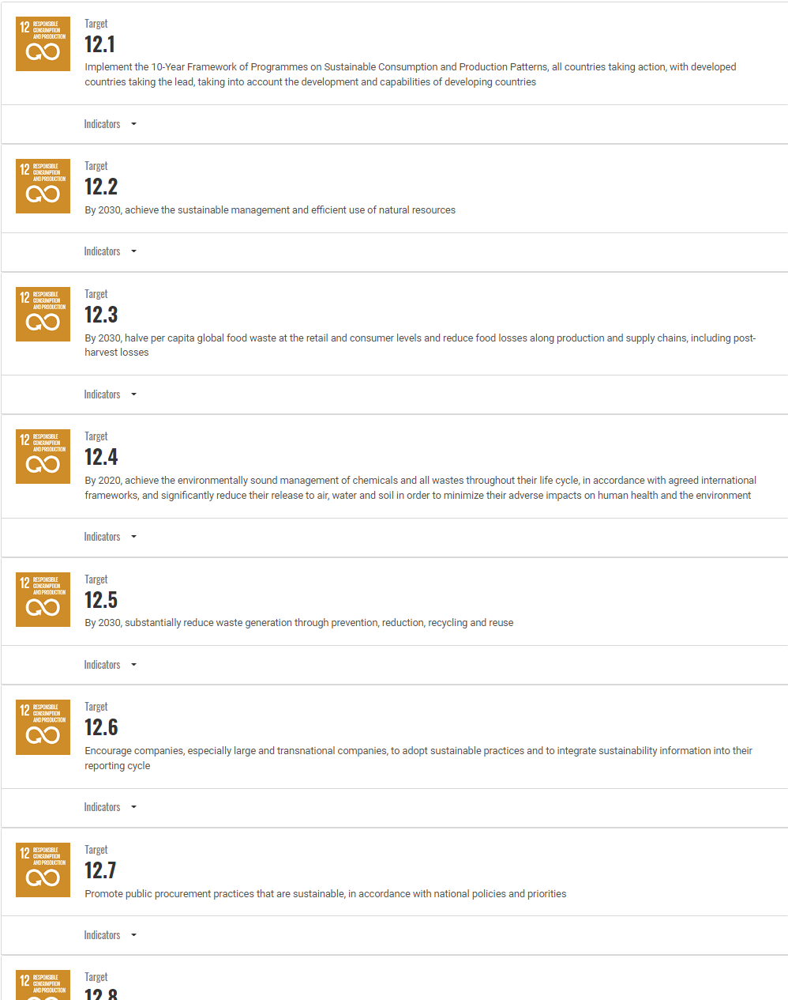 12 RESPONSIBLE
CONSUMPTION
AND PRODUCTION
Target
12.1
Implement the 10-Year Framework of Programmes on Sustainable Consumption and Production Patterns, all countries taking action, with developed
countries taking the lead, taking into account the development and capabilities of developing countries
Indicators
12 RESPONSIBLE
CONSUMPTION
AND PRODUCTION
Target
12.2
By 2030, achieve the sustainable management and efficient use of natural resources
Indicators
12 RESPONSIBLE
CONSUMPTION
AND PRODUCTION
Target
12.3
By 2030, halve per capita global food waste at the retail and consumer levels and reduce food losses along production and supply chains, including post-
harvest losses
Indicators
12 RESPONSIBLE
CONSUMPTION
AND PRODUCTION
Target
12.4
By 2020, achieve the environmentally sound management of chemicals and all wastes throughout their life cycle, in accordance with agreed international
frameworks, and significantly reduce their release to air, water and soil in order to minimize their adverse impacts on human health and the environment
Indicators
12 RESPONSIBLE
CONSUMPTION
AND PRODUCTION
Target
12.5
By 2030, substantially reduce waste generation through prevention, reduction, recycling and reuse
Indicators
12 RESPONSIBLE
CONSUMPTION
AND PRODUCTION
Target
12.6
Encourage companies, especially large and transnational companies, to adopt sustainable practices and to integrate sustainability information into their
reporting cycle
Indicators
12 RESPONSIBLE
CONSUMPTION
AND PRODUCTION
Target
12.7
Promote public procurement practices that are sustainable, in accordance with national policies and priorities
Indicators
12 RESPONSIBLE
CONSUMPTION
AND PRODUCTION
Target
12.8